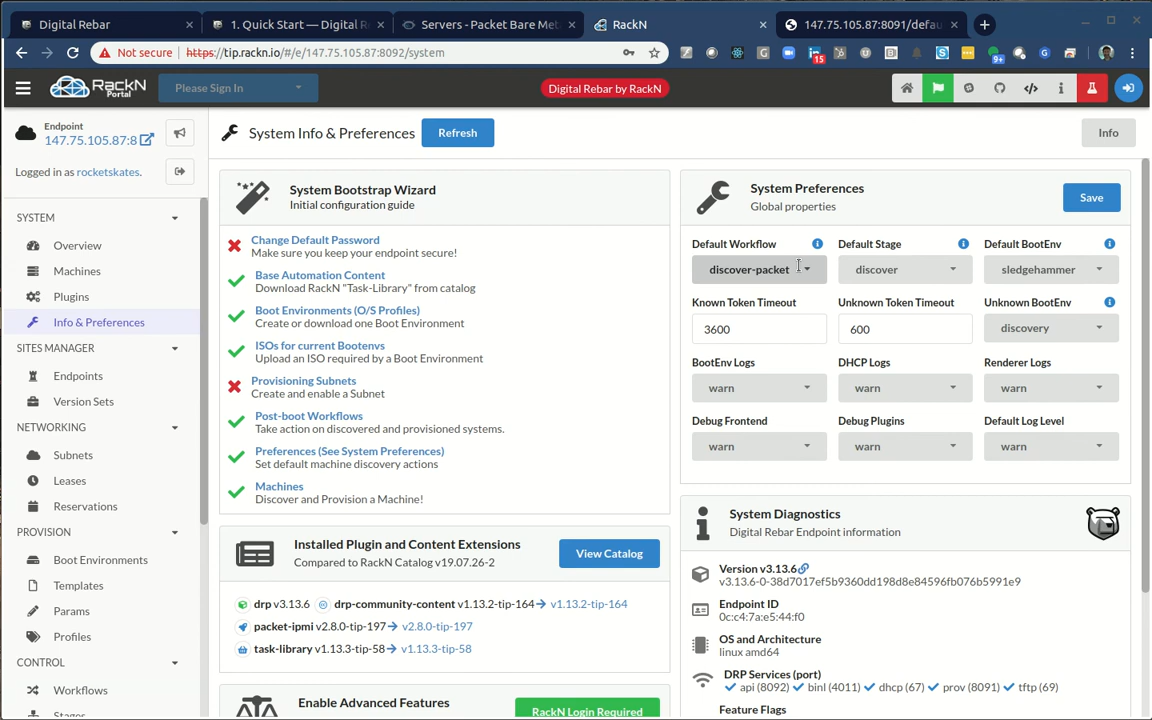 Digital Rebar
1. Quick Start — Digital R
Servers - Packet Bare Met
RackN
147.75.105.87:8091/defau
Not secure
https://tip.rackn.io/#/e/147.75.105.87:8092/system
15
9+
RackN
Portal
Please Sign In
Digital Rebar by RackN
Endpoint
147.75.105.87:8
Logged in as rocketskates.
System Info & Preferences
Refresh
Info
SYSTEM
Overview
Machines
Plugins
Info & Preferences
SITES MANAGER
Endpoints
Version Sets
NETWORKING
Subnets
Leases
Reservations
PROVISION
Boot Environments
Templates
Params
Profiles
CONTROL
Workflows
Stages
System Bootstrap Wizard
Initial configuration guide
Change Default Password
Make sure you keep your endpoint secure!
Base Automation Content
Download RackN "Task-Library" from catalog
Boot Environments (O/S Profiles)
Create or download one Boot Environment
ISOs for current Bootenvs
Upload an ISO required by a Boot Environment
Provisioning Subnets
Create and enable a Subnet
Post-boot Workflows
Take action on discovered and provisioned systems.
Preferences (See System Preferences)
Set default machine discovery actions
Machines
Discover and Provision a Machine!
Installed Plugin and Content Extensions
Compared to RackN Catalog v19.07.26-2
View Catalog
drp v3.13.6 drp-community-content v1.13.2-tip-164 v1.13.2-tip-164
packet-ipmi v2.8.0-tip-197 v2.8.0-tip-197
task-library v1.13.3-tip-58 v1.13.3-tip-58
Enable Advanced Features
RackN Login Required
System Preferences
Global properties
Save
Default Workflow
Default Stage
Default BootEnv
discover-packet
discover
sledgehammer
Known Token Timeout
Unknown Token Timeout
Unknown BootEnv
3600
600
discovery
BootEnv Logs
DHCP Logs
Renderer Logs
warn
warn
warn
Debug Frontend
Debug Plugins
Default Log Level
warn
warn
warn
System Diagnostics
Digital Rebar Endpoint information
Version v3.13.6
v3.13.6-0-38d7017ef5b9360dd198d8e84596fb076b5991e9
Endpoint ID
0c:c4:7a:e5:44:f0
OS and Architecture
linux amd64
DRP Services (port)
api (8092) binl (4011) dhcp (67) prov (8091) tftp (69)
Feature Flags